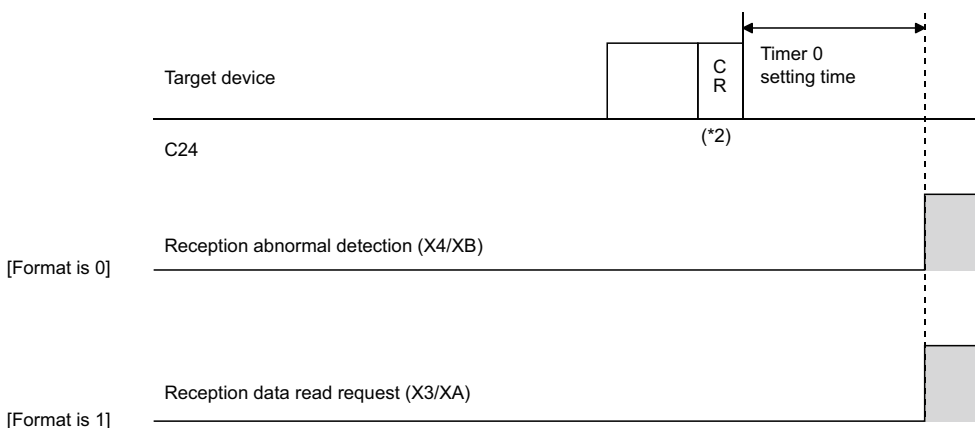 Timer 0
setting time
Target device
C
R
(*2)
C24
Reception abnormal detection (X4/XB)
[Format is 0]
Reception data read request (X3/XA)
[Format is 1]